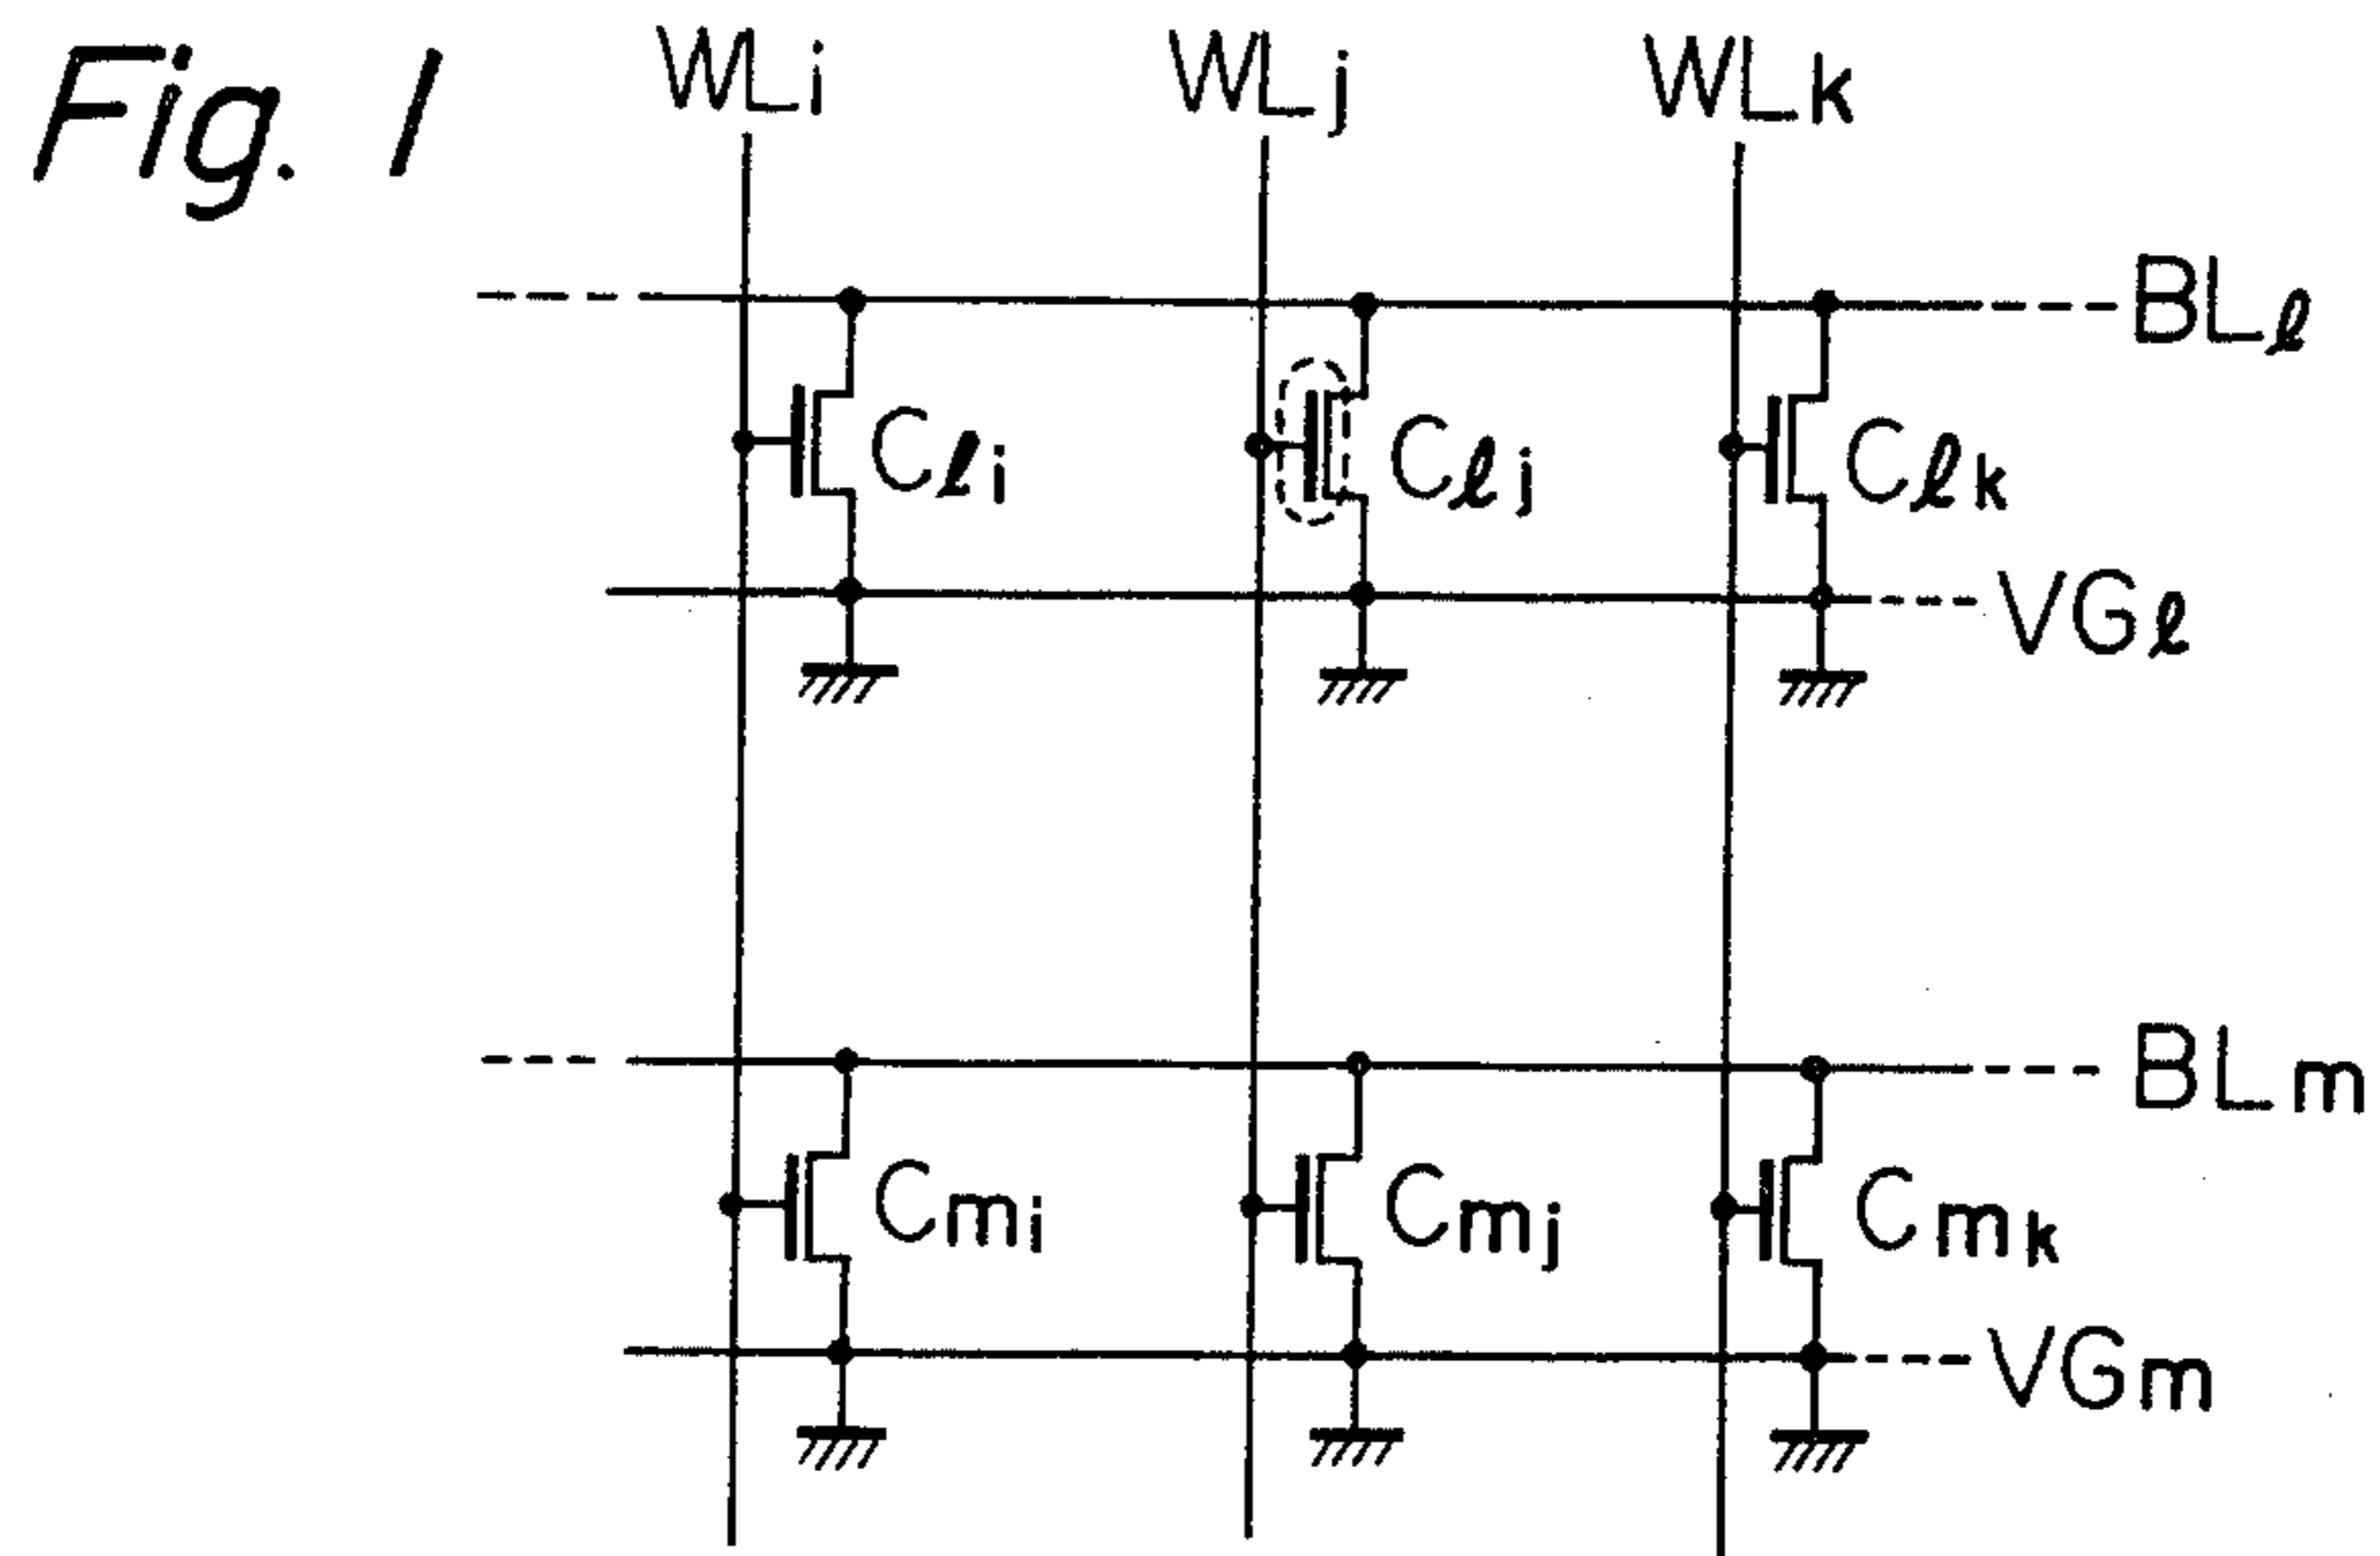 Fig. 1
WLi
WLj
WLk
BLℓ
Cℓi
Cℓj
Cℓk
VGℓ
BLm
Cmi
Cmj
Cmk
VGm